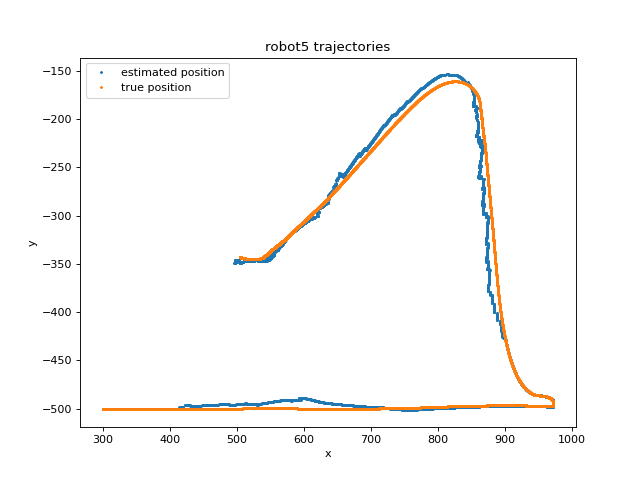 robot5 trajectories
estimated position
true position
−150
−200
−250
−300
−350
−400
−450
−500
y
300 400 500 600 700 800 900 1000
x